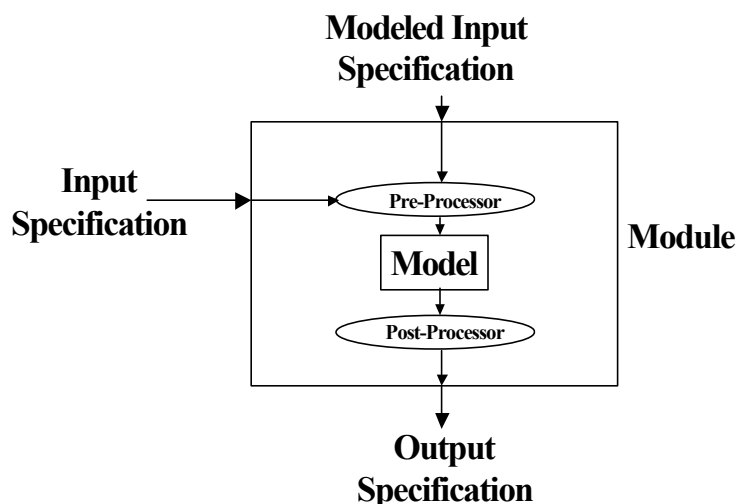 Modeled Input
Specification
Input
Specification
Pre-Processor
Model
Module
Post-Processor
Output
Specification